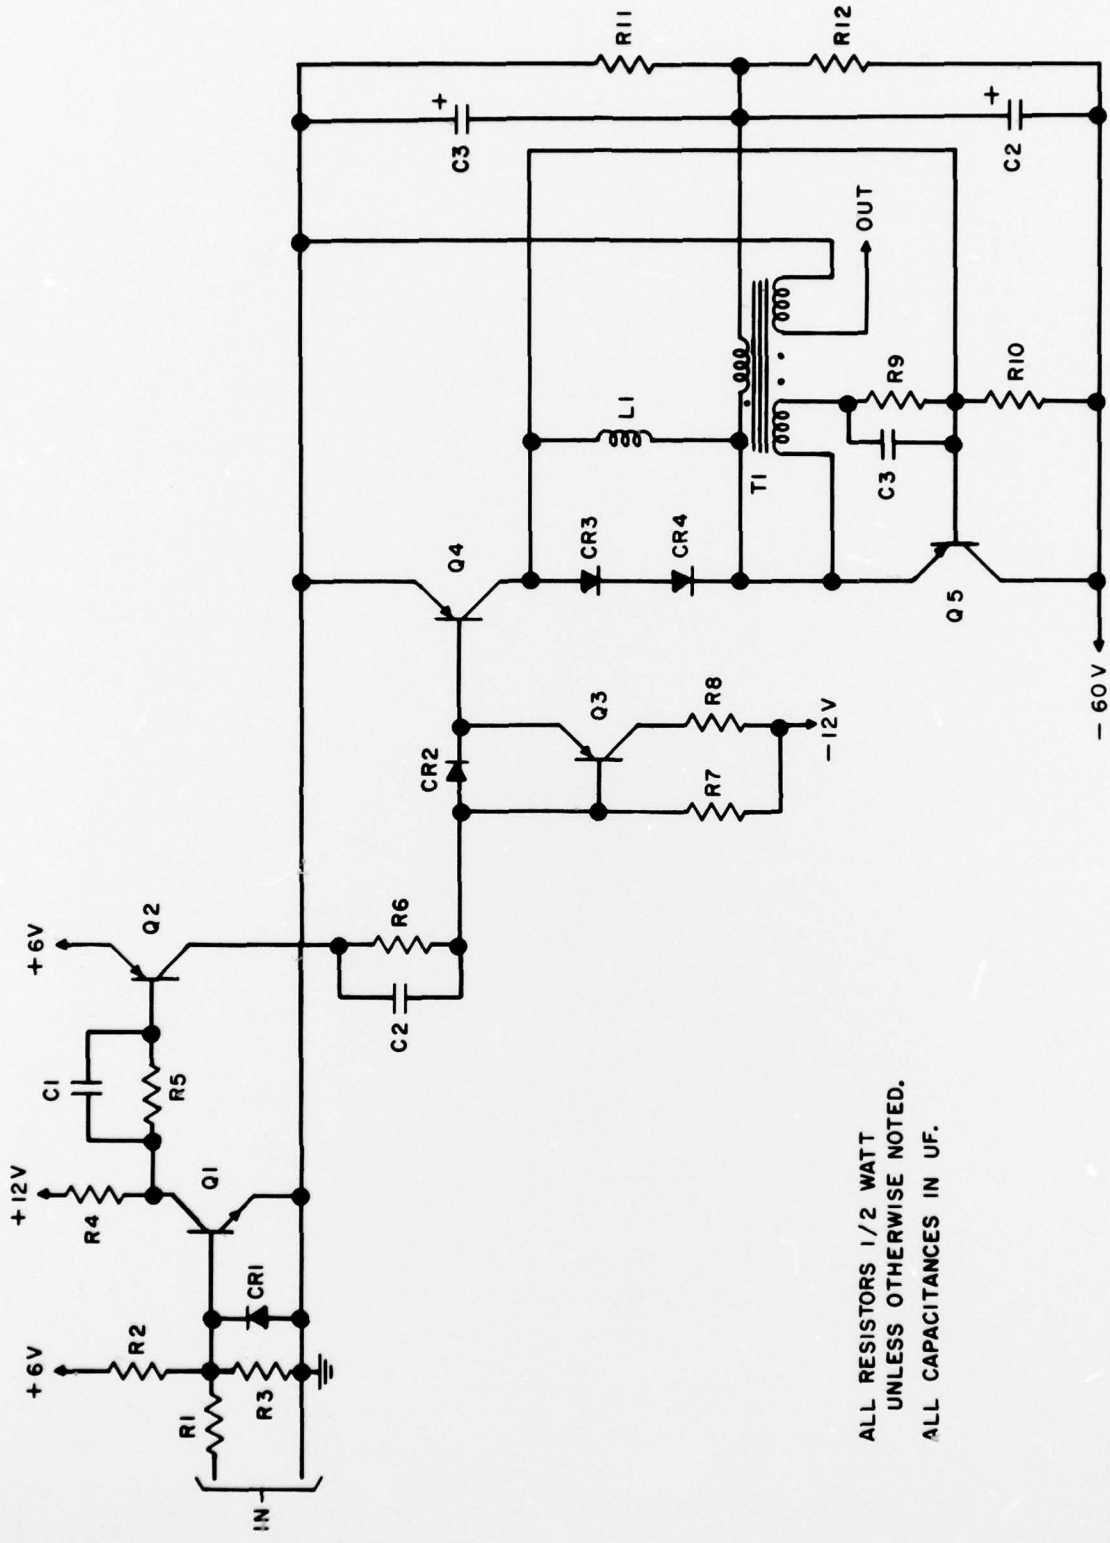 +6V
+12V
+6V
R2
R4
C1
R5
Q2
R1
R3
CR1
Q1
IN
C2
R6
CR2
Q4
Q3
R7
R8
-12V
CR3
CR4
L1
C3
R11
T1
OUT
C3
R9
R10
C2
R12
Q5
-60V
ALL RESISTORS 1/2 WATT
UNLESS OTHERWISE NOTED.
ALL CAPACITANCES IN UF.